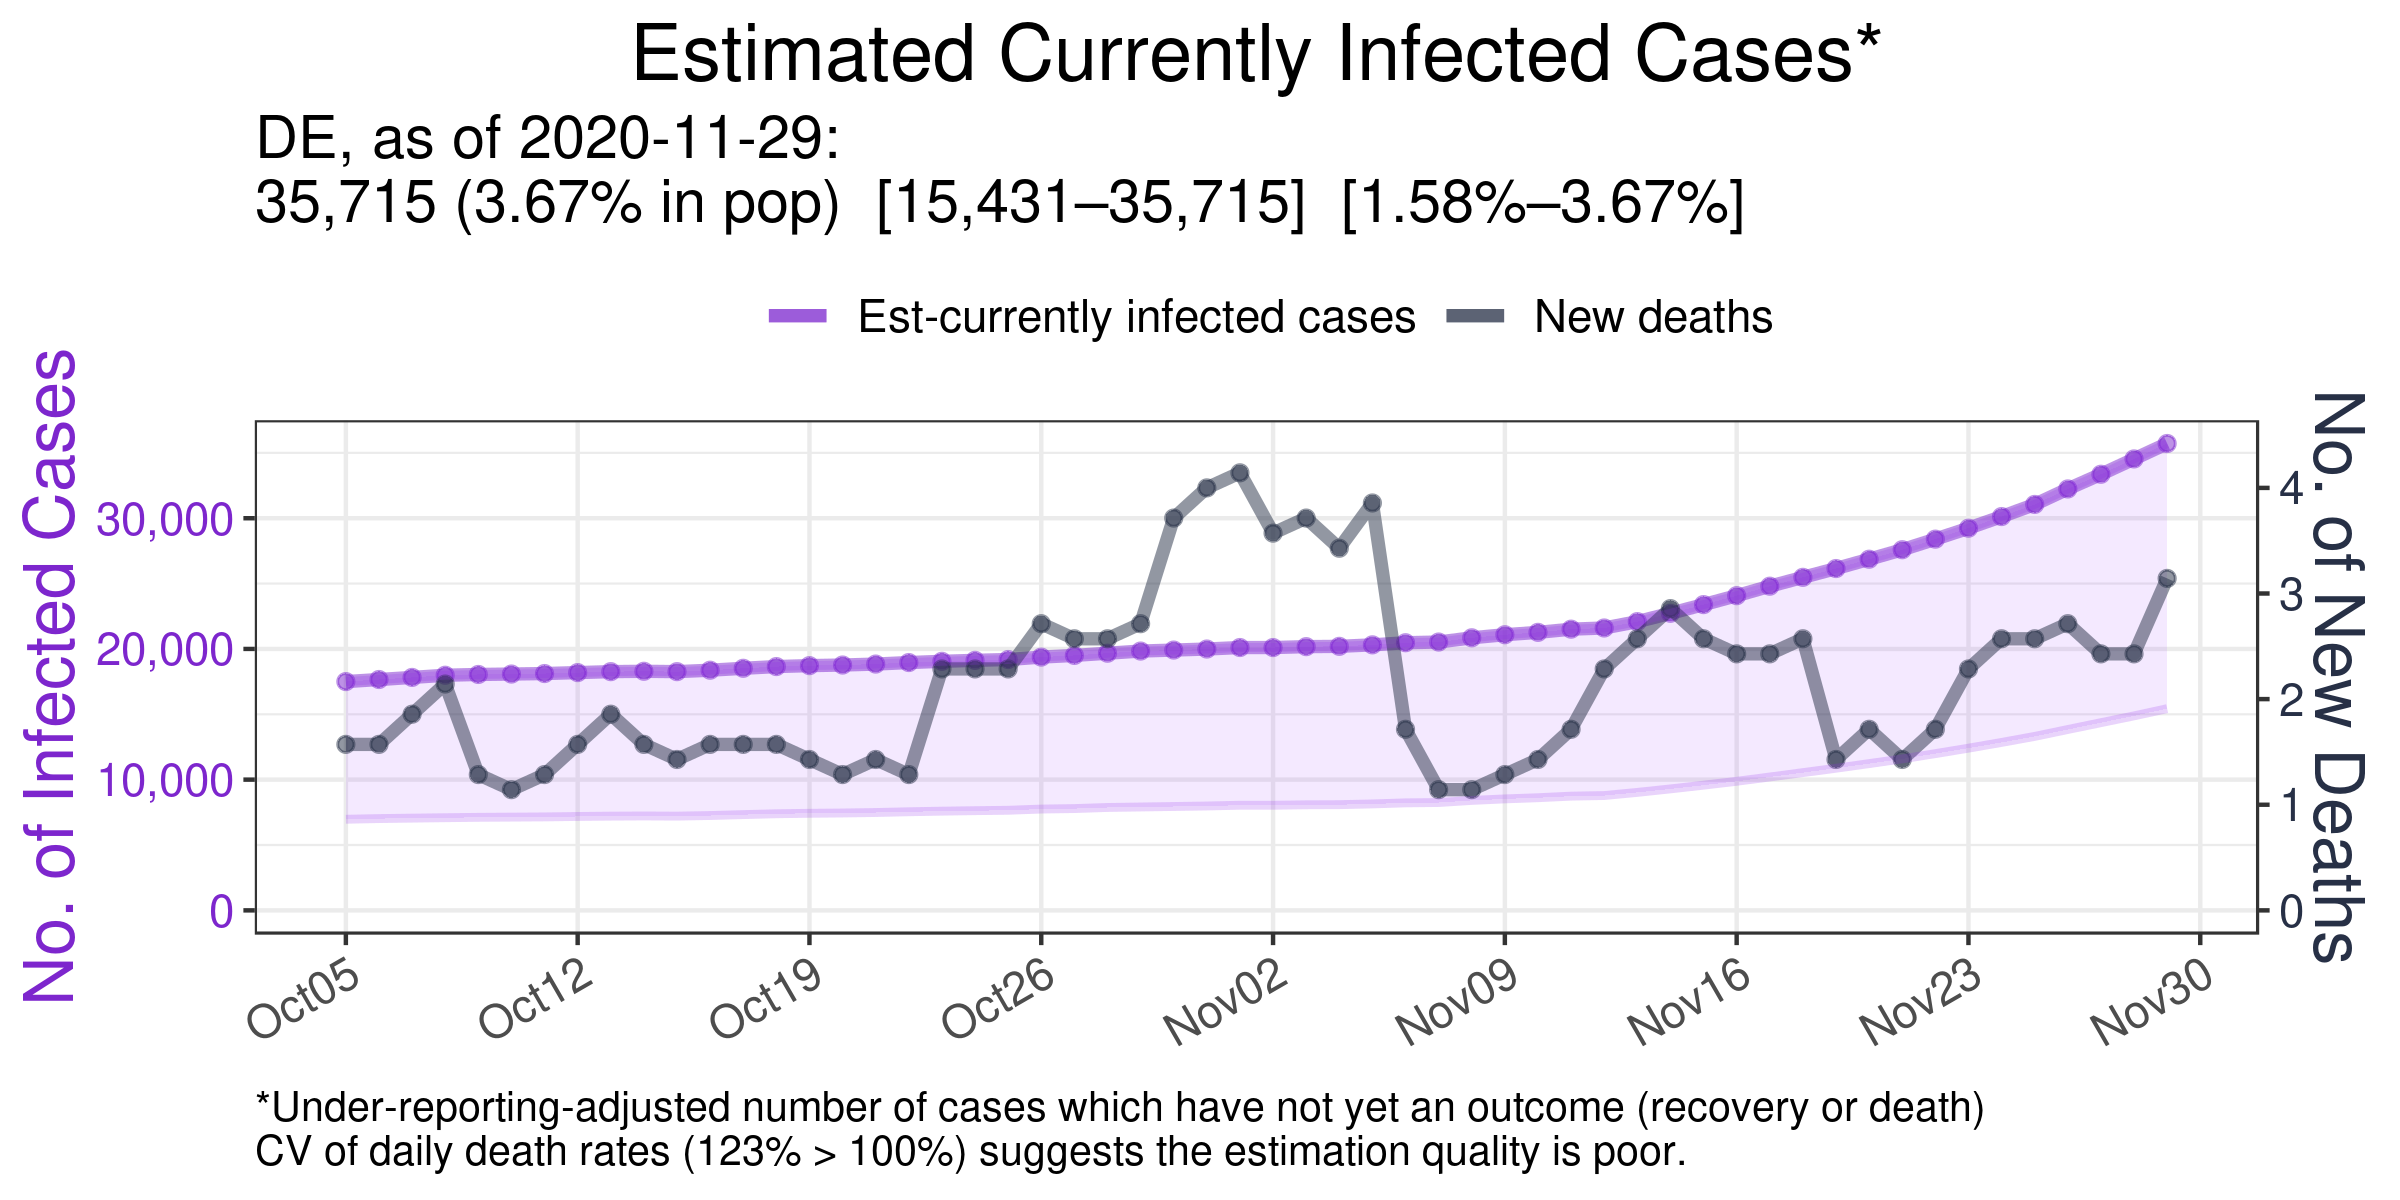 Estimated Currently Infected Cases*
DE, as of 2020-11-29:
35,715 (3.67% in pop)  [15,431–35,715]  [1.58%–3.67%]
Est-currently infected cases
New deaths
No. of Infected Cases
30,000
20,000
10,000
0
No. of New Deaths
4
3
2
1
0
Oct05
Oct12
Oct19
Oct26
Nov02
Nov09
Nov16
Nov23
Nov30
*Under-reporting-adjusted number of cases which have not yet an outcome (recovery or death)
CV of daily death rates (123% > 100%) suggests the estimation quality is poor.